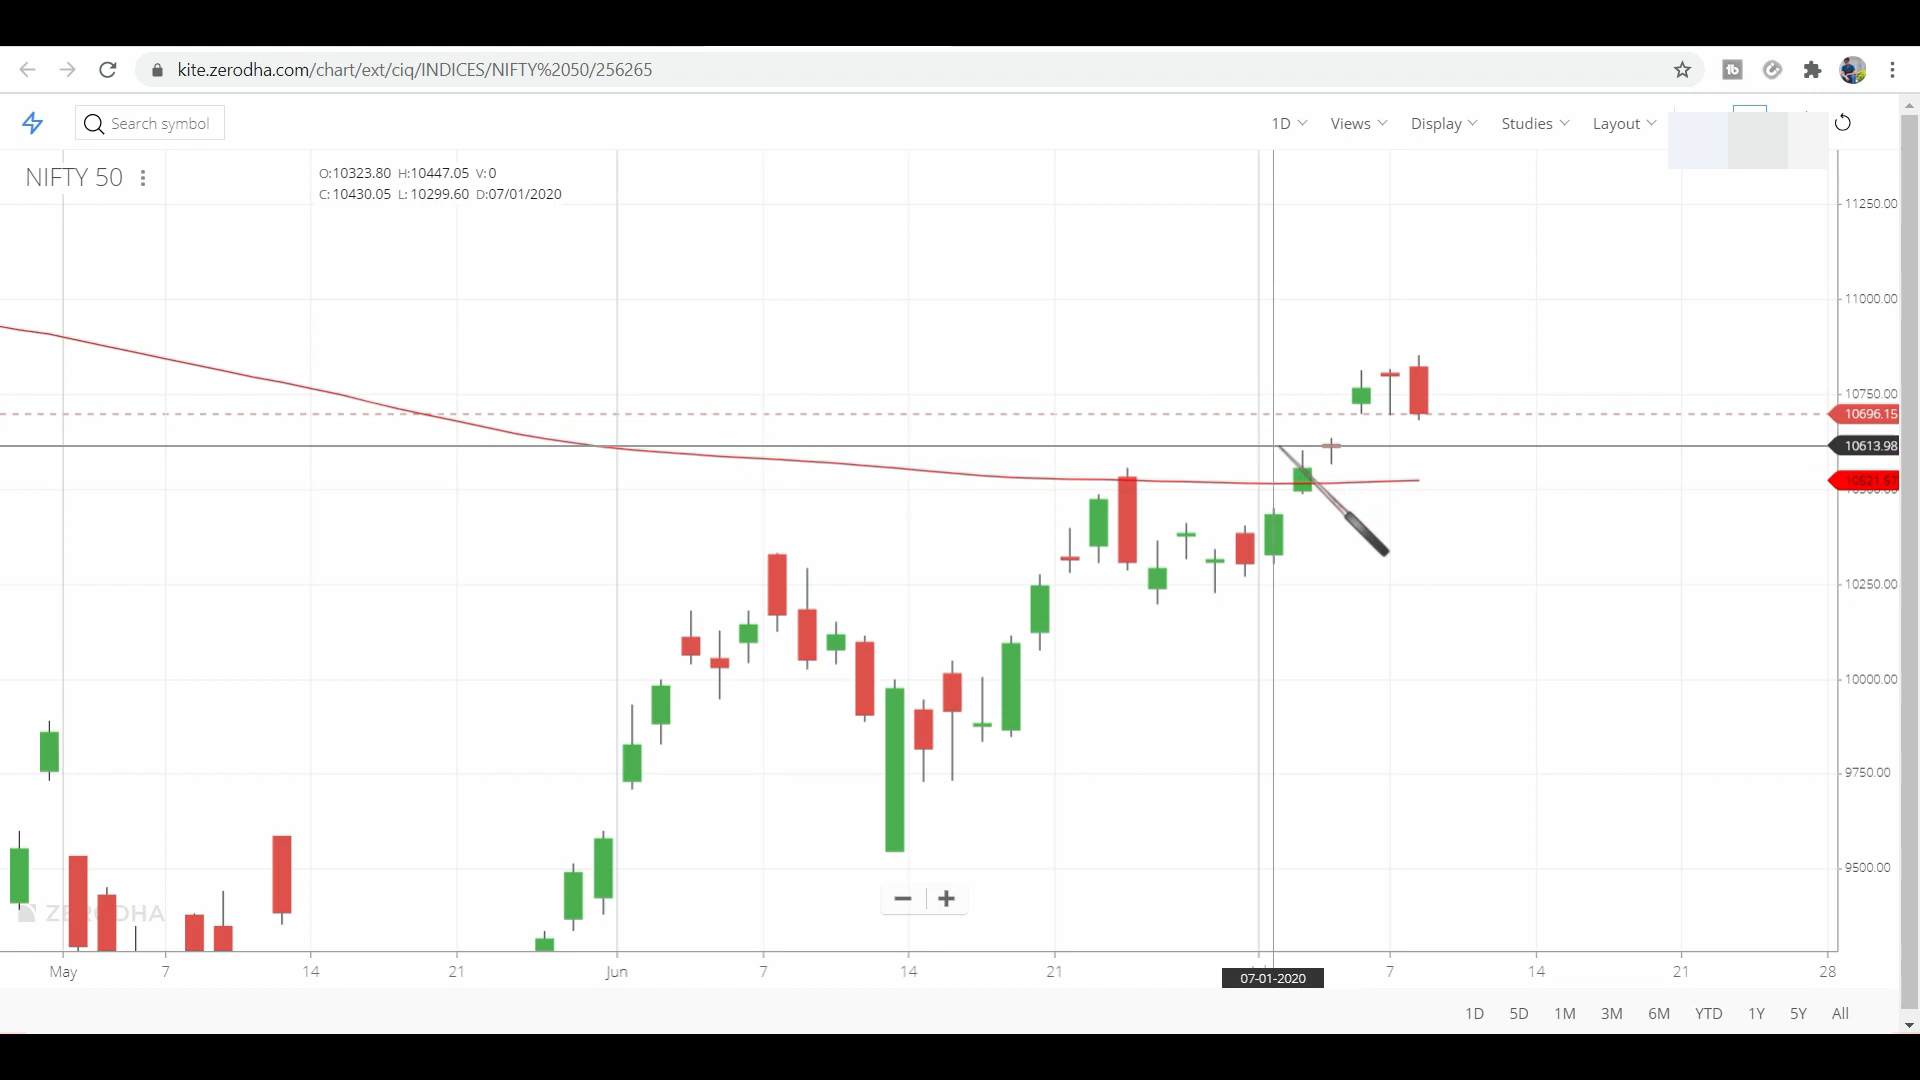 kite.zerodha.com/chart/ext/ciq/INDICES/NIFTY%2050/256265
Search symbol
1D Views Display Studies Layout
NIFTY 50
O:10323.80 H:10447.05 V:0
C:10430.05 L:10299.60 D:07/01/2020
11250.00
11000.00
10750.00
10696.15
10613.98
10521.57
10250.00
10000.00
9750.00
9500.00
ZERODHA
May 7 14 21 Jun 7 14 21 07-01-2020 7 14 21 28
1D 5D 1M 3M 6M YTD 1Y 5Y All